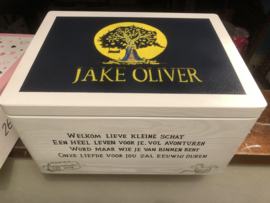 JAKE OLIVER
WELKOM LIEVE KLEINE SCHAT
EEN HEEL LEVEN VOOR JE, VOL AVONTUREN
WORD MAAR WIE JE VAN BINNEN BENT
ONZE LIEFDE VOOR JOU ZAL EEUWIG DUREN